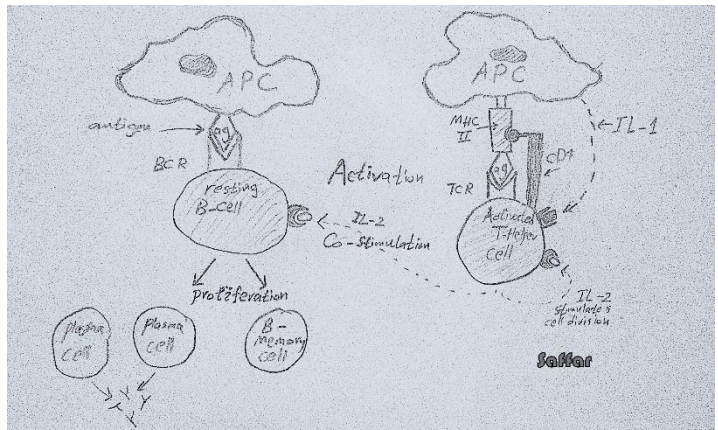 APC
antigen
ag
BCR
resting
B-cell
Activation
IL-2
Co-stimulation
proliferation
plasma
cell
plasma
cell
B-
memory
cell
APC
MHC
II
IL-1
CD4
ag
TCR
Activated
T-Helper
cell
IL-2
stimulates
cell division
Saffar